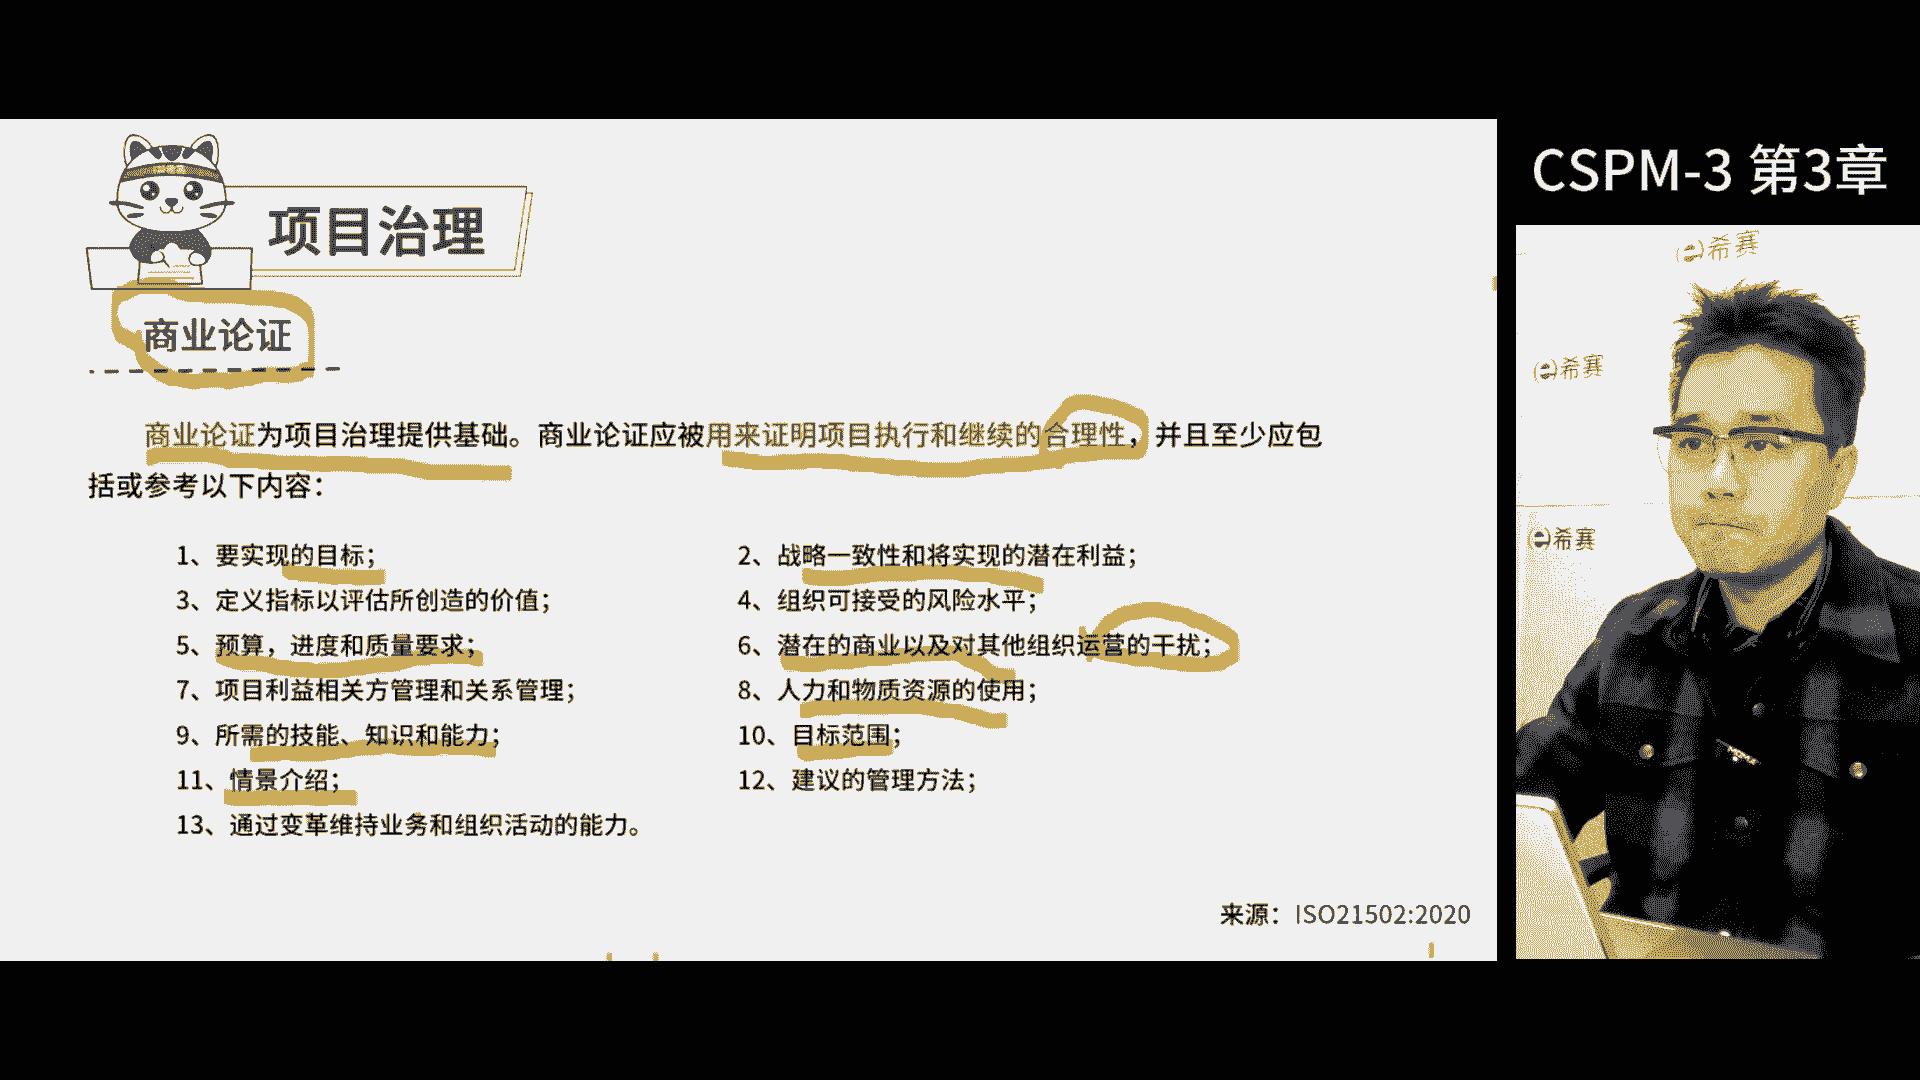 CSPM-3 第3章
项目治理
商业论证
商业论证为项目治理提供基础。商业论证应被用来证明项目执行和继续的合理性，并且至少应包
括或参考以下内容：
1、要实现的目标；
2、战略一致性和将实现的潜在利益；
3、定义指标以评估所创造的价值；
4、组织可接受的风险水平；
5、预算，进度和质量要求；
6、潜在的商业以及对其他组织运营的干扰；
7、项目利益相关方管理和关系管理；
8、人力和物质资源的使用；
9、所需的技能、知识和能力；
10、目标范围；
11、情景介绍；
12、建议的管理方法；
13、通过变革维持业务和组织活动的能力。
来源：ISO21502:2020
希赛
希赛
希赛